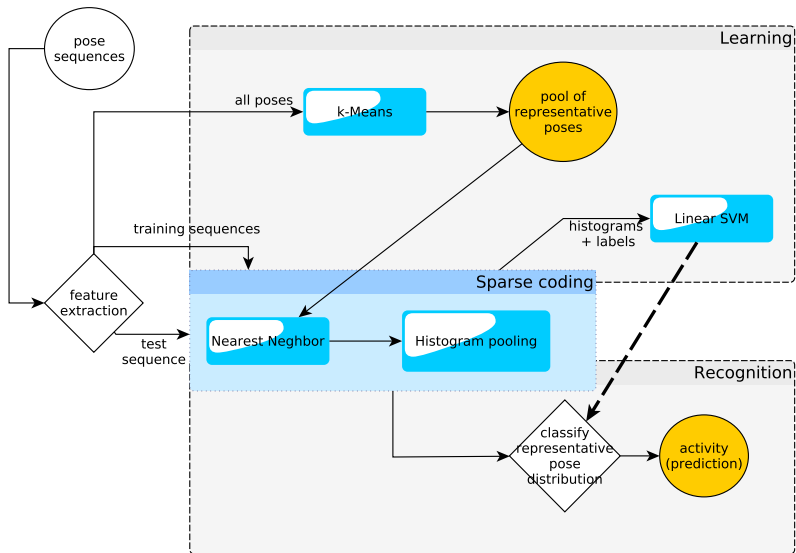 pose
sequences
Learning
all poses
k-Means
pool of
representative
poses
training sequences
histograms
+ labels
Linear SVM
feature
extraction
Sparse coding
test
sequence
Nearest Neghbor
Histogram pooling
Recognition
classify
representative
pose
distribution
activity
(prediction)